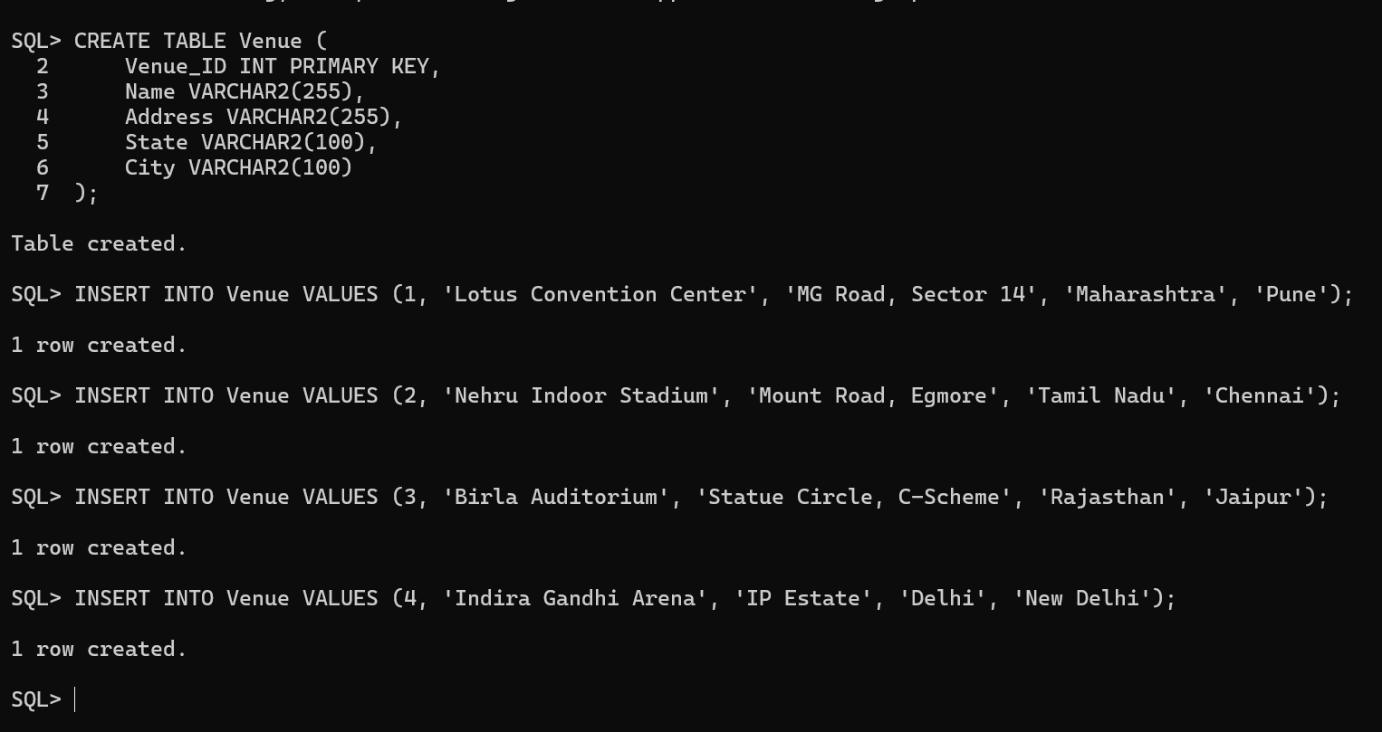 SQL> CREATE TABLE Venue (
  2      Venue_ID INT PRIMARY KEY,
  3      Name VARCHAR2(255),
  4      Address VARCHAR2(255),
  5      State VARCHAR2(100),
  6      City VARCHAR2(100)
  7  );
Table created.
SQL> INSERT INTO Venue VALUES (1, 'Lotus Convention Center', 'MG Road, Sector 14', 'Maharashtra', 'Pune');
1 row created.
SQL> INSERT INTO Venue VALUES (2, 'Nehru Indoor Stadium', 'Mount Road, Egmore', 'Tamil Nadu', 'Chennai');
1 row created.
SQL> INSERT INTO Venue VALUES (3, 'Birla Auditorium', 'Statue Circle, C-Scheme', 'Rajasthan', 'Jaipur');
1 row created.
SQL> INSERT INTO Venue VALUES (4, 'Indira Gandhi Arena', 'IP Estate', 'Delhi', 'New Delhi');
1 row created.
SQL>